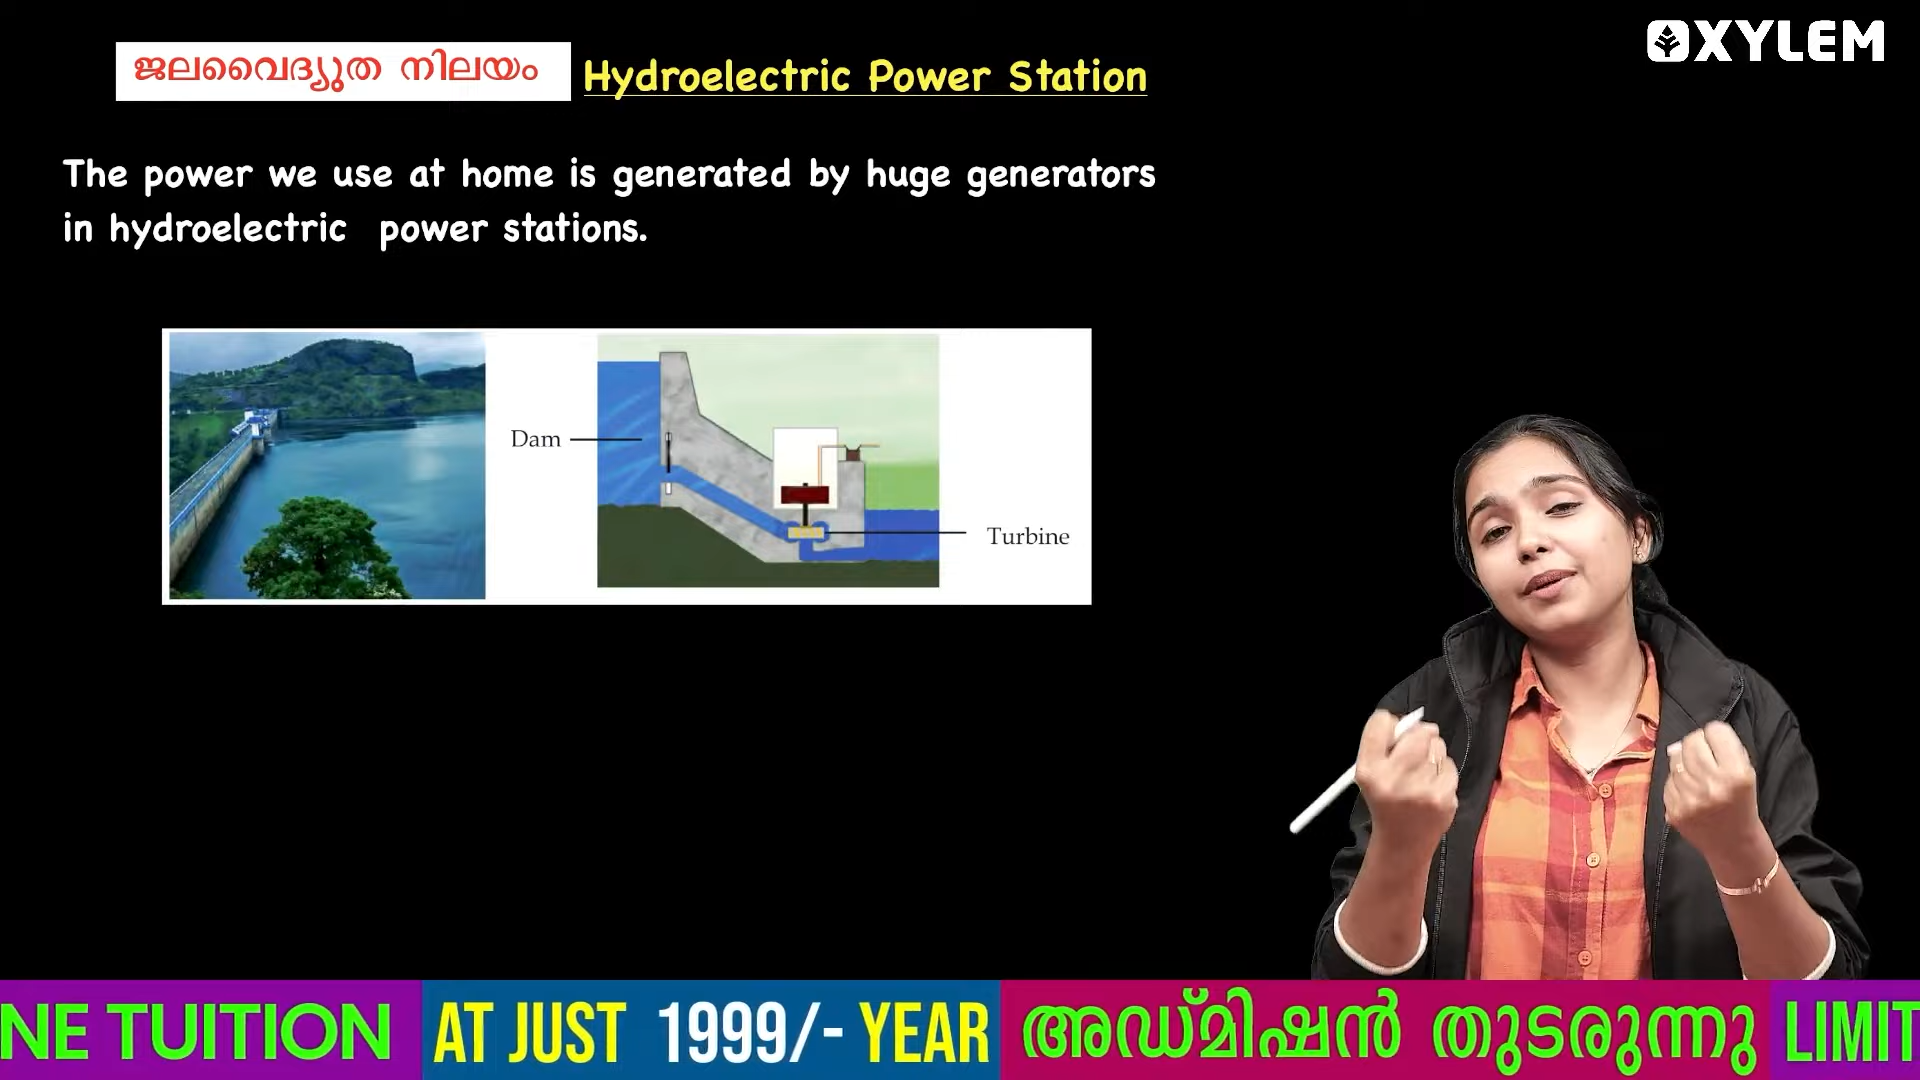 XYLEM
ജലവൈദ്യുത നിലയം Hydroelectric Power Station
The power we use at home is generated by huge generators
in hydroelectric power stations.
Dam
Turbine
NE TUITION AT JUST 1999/- YEAR അഡ്മിഷൻ തുടരുന്നു LIMIT